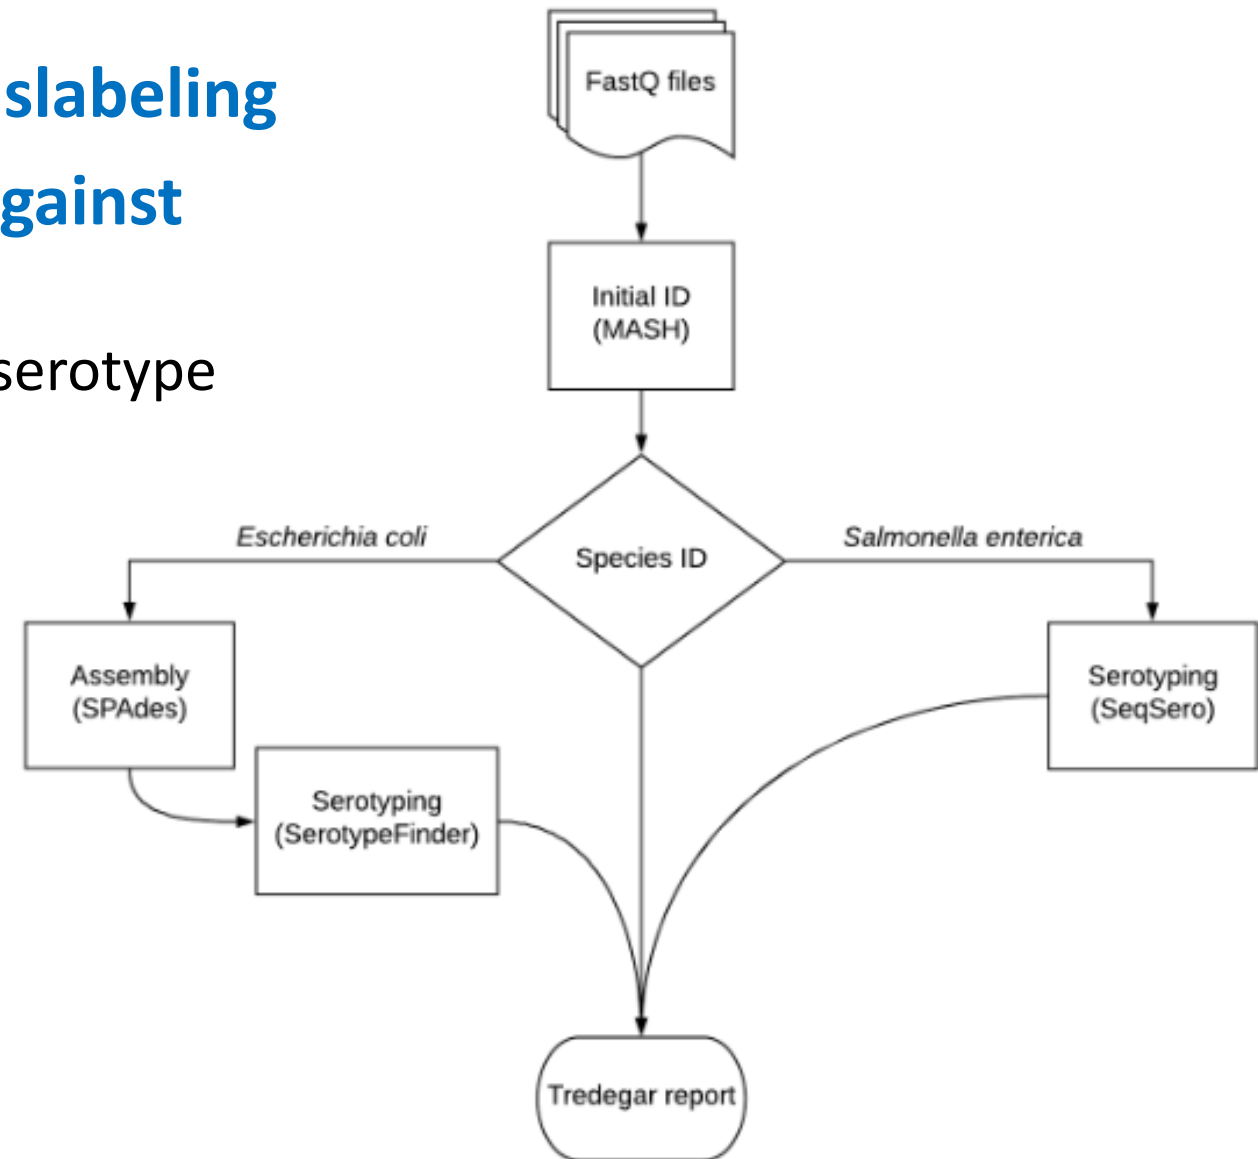 slabeling
gainst
serotype
FastQ files
Initial ID
(MASH)
Species ID
Escherichia coli
Salmonella enterica
Assembly
(SPAdes)
Serotyping
(SerotypeFinder)
Serotyping
(SeqSero)
Tredegar report